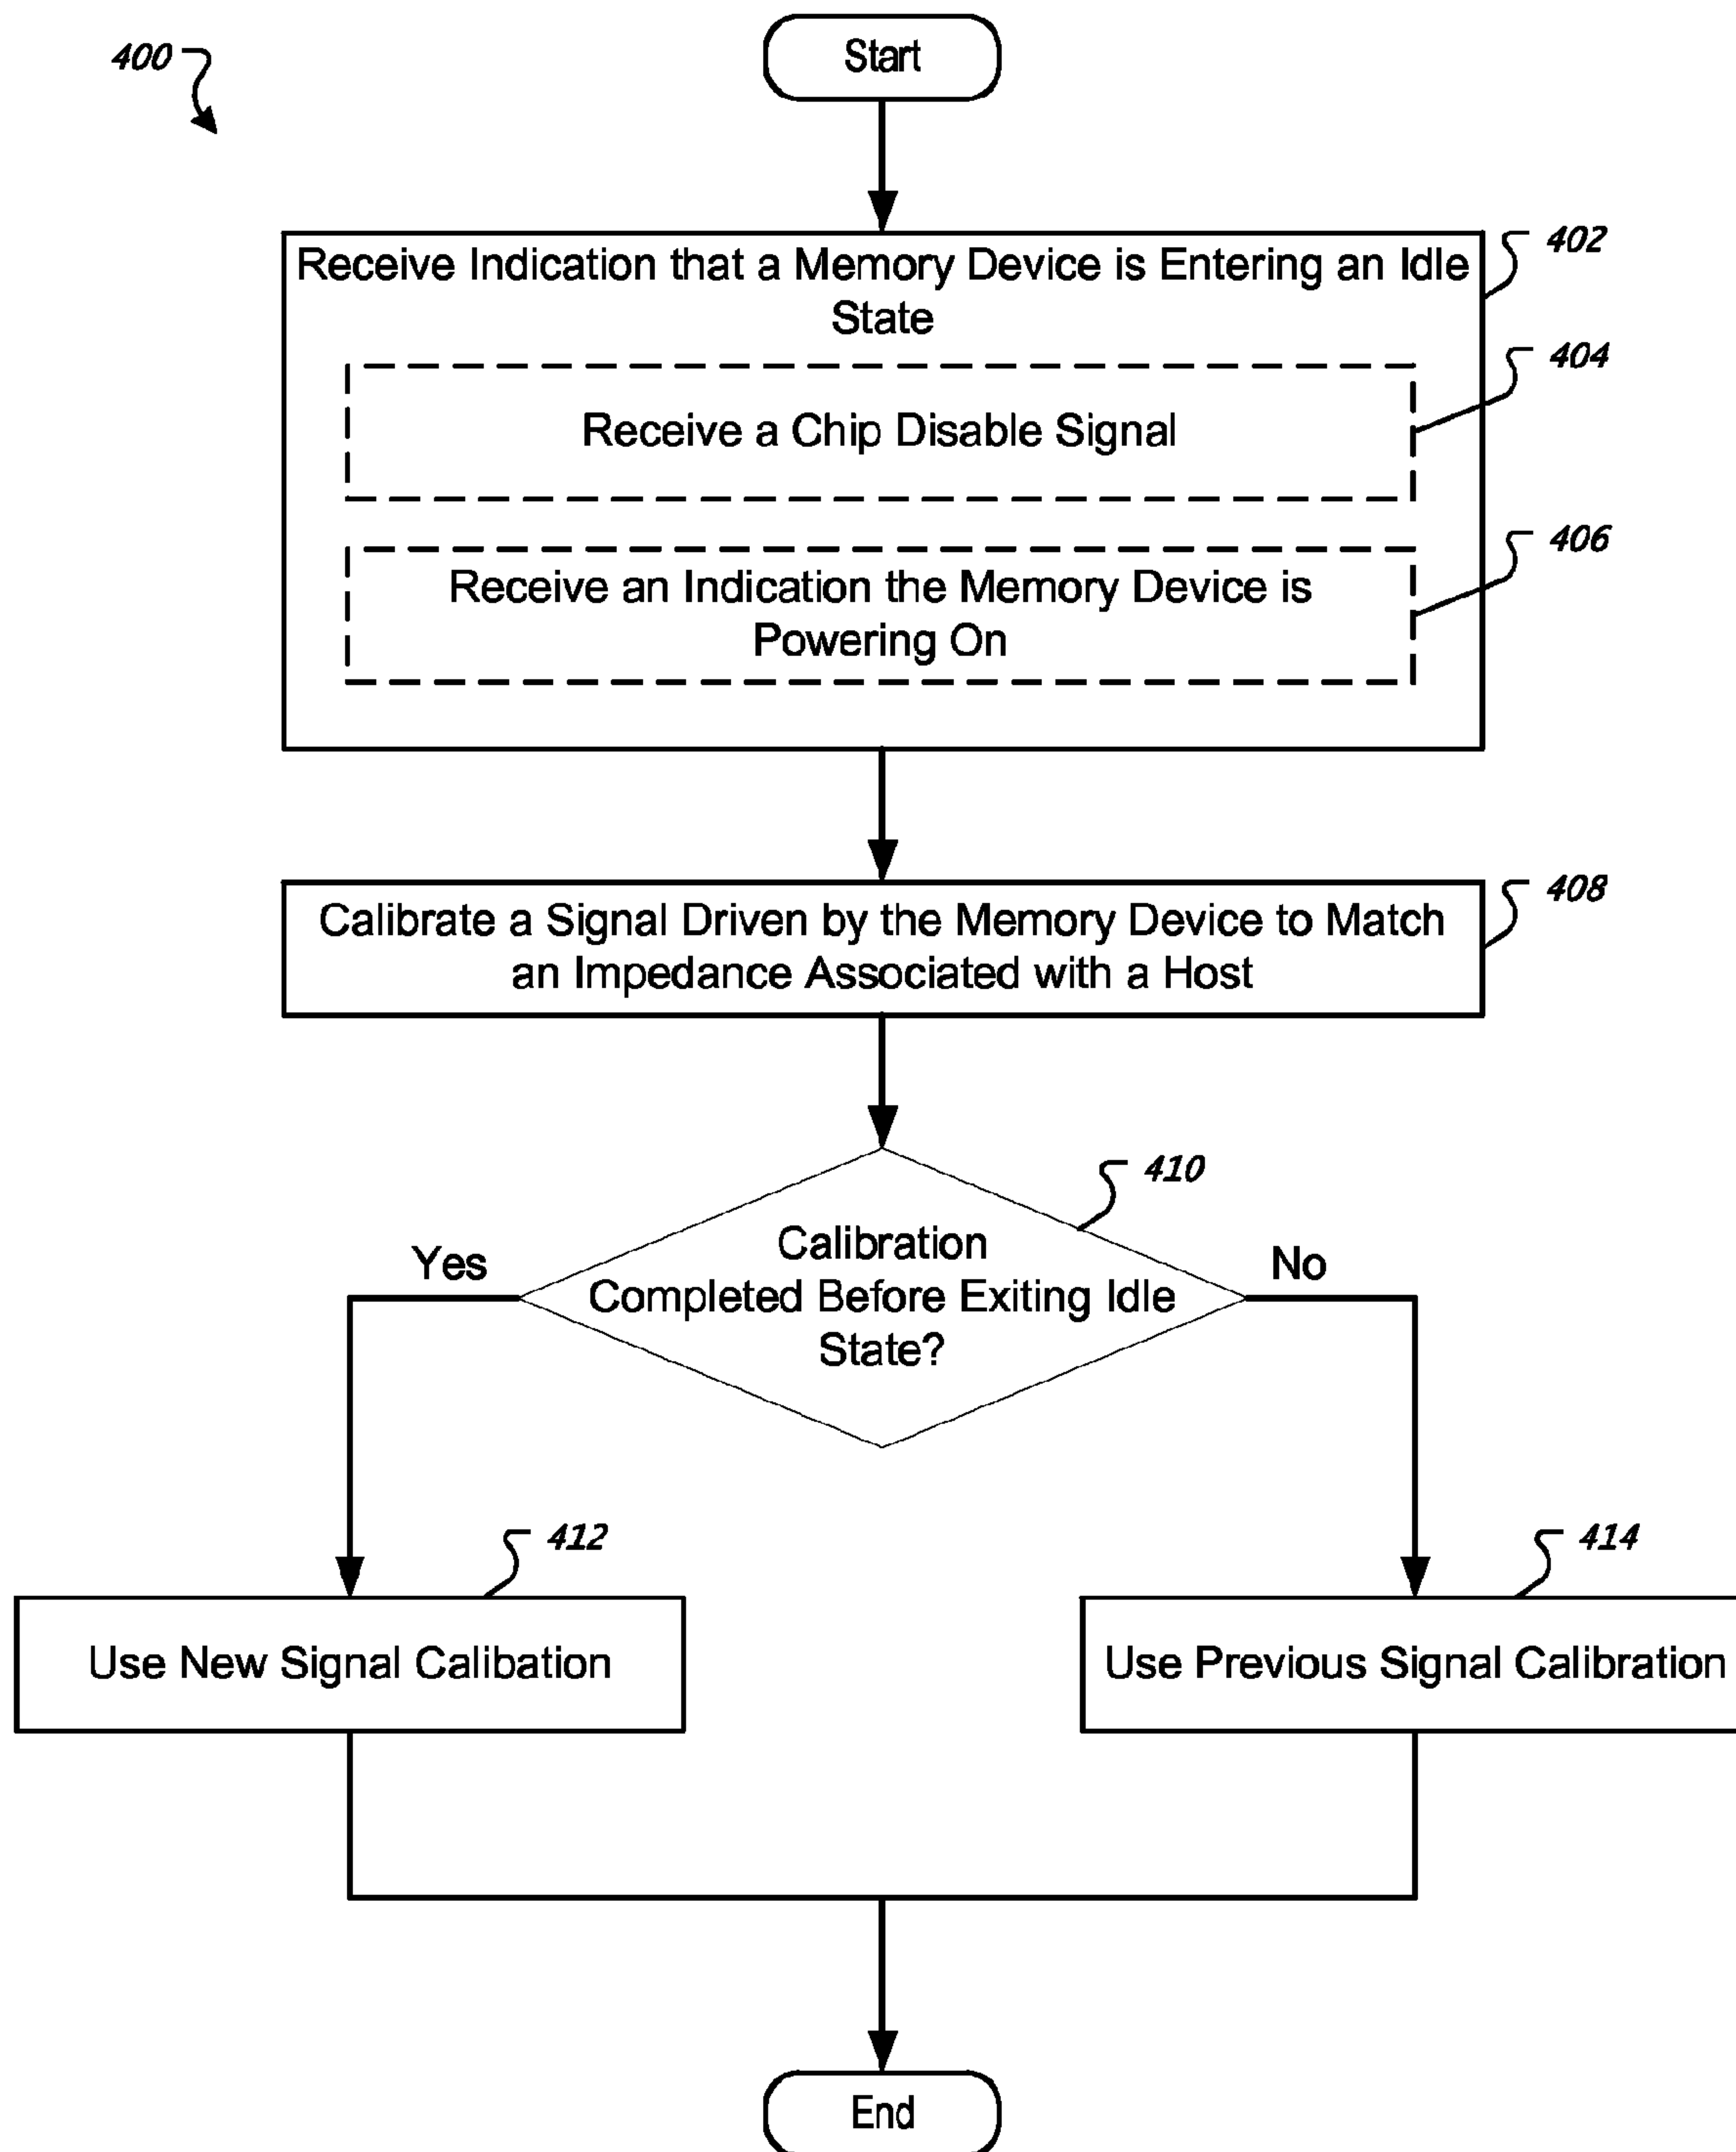 400
Start
402
Receive Indication that a Memory Device is Entering an Idle
State
404
Receive a Chip Disable Signal
406
Receive an Indication the Memory Device is
Powering On
408
Calibrate a Signal Driven by the Memory Device to Match
an Impedance Associated with a Host
410
Calibration
Completed Before Exiting Idle
State?
Yes
No
412
Use New Signal Calibation
414
Use Previous Signal Calibration
End